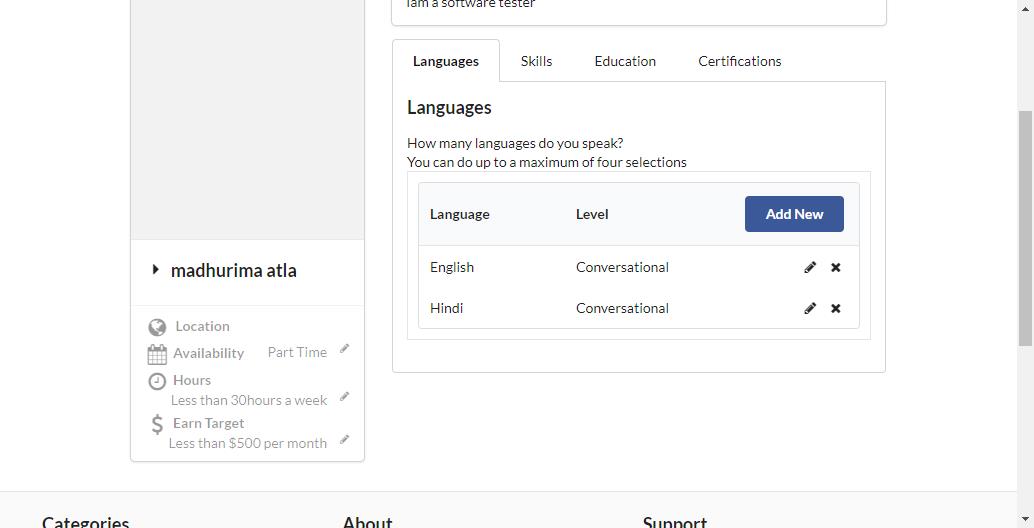 Iam a software tester
Languages Skills Education Certifications
Languages
How many languages do you speak?
You can do up to a maximum of four selections
Language Level Add New
English Conversational
Hindi Conversational
madhurima atla
Location
Availability Part Time
Hours
Less than 30hours a week
Earn Target
Less than $500 per month
Categories About Support